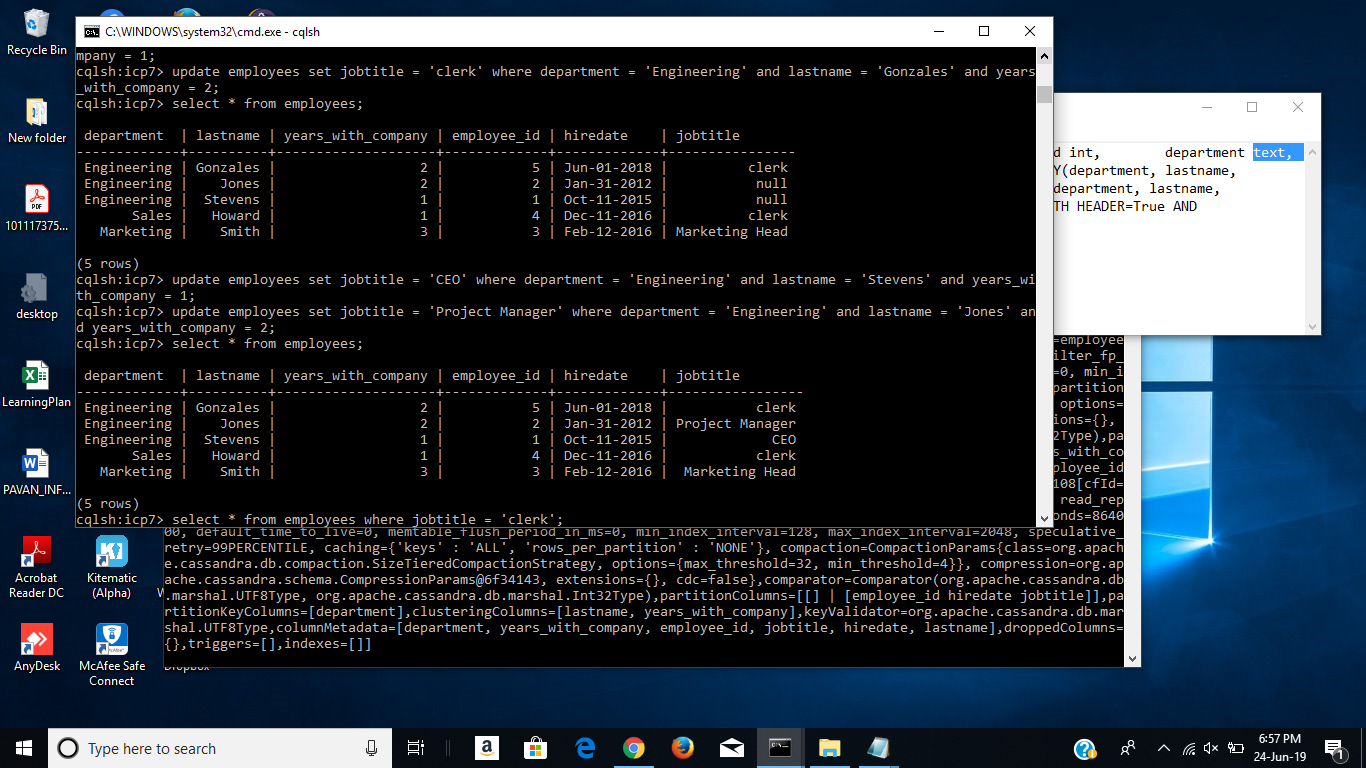 Recycle Bin
New folder
101117375...
desktop
LearningPlan
PAVAN_INF...
Acrobat
Reader DC
Kitematic
(Alpha)
AnyDesk
McAfee Safe
Connect
C:\WINDOWS\system32\cmd.exe - cqlsh
mpany = 1;
cqlsh:icp7> update employees set jobtitle = 'clerk' where department = 'Engineering' and lastname = 'Gonzales' and years
_with_company = 2;
cqlsh:icp7> select * from employees;
department | lastname | years_with_company | employee_id | hiredate | jobtitle
------------+----------+--------------------+-------------+-------------+----------------
Engineering | Gonzales | 2 | 5 | Jun-01-2018 | clerk
Engineering | Jones | 2 | 2 | Jan-31-2012 | null
Engineering | Stevens | 1 | 1 | Oct-11-2015 | null
Sales | Howard | 1 | 4 | Dec-11-2016 | clerk
Marketing | Smith | 3 | 3 | Feb-12-2016 | Marketing Head
(5 rows)
cqlsh:icp7> update employees set jobtitle = 'CEO' where department = 'Engineering' and lastname = 'Stevens' and years_wi
th_company = 1;
cqlsh:icp7> update employees set jobtitle = 'Project Manager' where department = 'Engineering' and lastname = 'Jones' an
d years_with_company = 2;
cqlsh:icp7> select * from employees;
department | lastname | years_with_company | employee_id | hiredate | jobtitle
------------+----------+--------------------+-------------+-------------+-----------------
Engineering | Gonzales | 2 | 5 | Jun-01-2018 | clerk
Engineering | Jones | 2 | 2 | Jan-31-2012 | Project Manager
Engineering | Stevens | 1 | 1 | Oct-11-2015 | CEO
Sales | Howard | 1 | 4 | Dec-11-2016 | clerk
Marketing | Smith | 3 | 3 | Feb-12-2016 | Marketing Head
(5 rows)
cqlsh:icp7> select * from employees where jobtitle = 'clerk';
d int, department text,
Y(department, lastname,
department, lastname,
TH HEADER=True AND
=employee
ilter_fp_
=0, min_i
partition
options=
ions={},
2Type),pa
s_with_co
ployee_id
108[cfId=
read_rep
onds=8640
00, default_time_to_live=0, memtable_flush_period_in_ms=0, min_index_interval=128, max_index_interval=2048, speculative_
retry=99PERCENTILE, caching={'keys' : 'ALL', 'rows_per_partition' : 'NONE'}, compaction=CompactionParams{class=org.apach
e.cassandra.db.compaction.SizeTieredCompactionStrategy, options={max_threshold=32, min_threshold=4}}, compression=org.ap
ache.cassandra.schema.CompressionParams@6f34143, extensions={}, cdc=false},comparator=comparator(org.apache.cassandra.db
.marshal.UTF8Type, org.apache.cassandra.db.marshal.Int32Type),partitionColumns=[[] | [employee_id hiredate jobtitle]],pa
rtitionKeyColumns=[department],clusteringColumns=[lastname, years_with_company],keyValidator=org.apache.cassandra.db.mar
shal.UTF8Type,columnMetadata=[department, years_with_company, employee_id, jobtitle, hiredate, lastname],droppedColumns=
{},triggers=[],indexes=[]]
Dropbox
Type here to search
6:57 PM
24-Jun-19
1